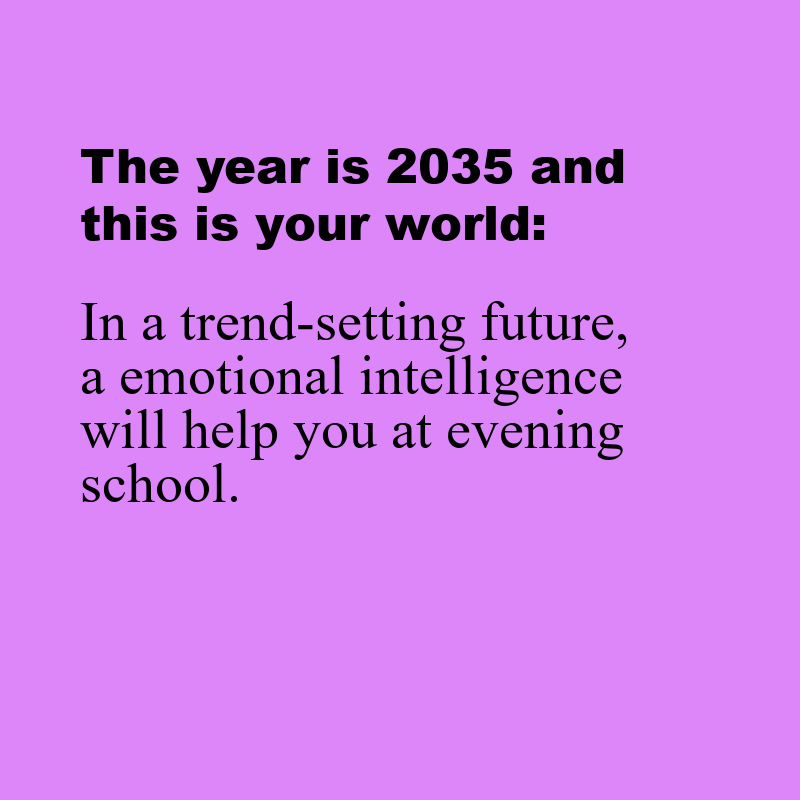 The year is 2035 and
this is your world:
In a trend-setting future,
a emotional intelligence
will help you at evening
school.